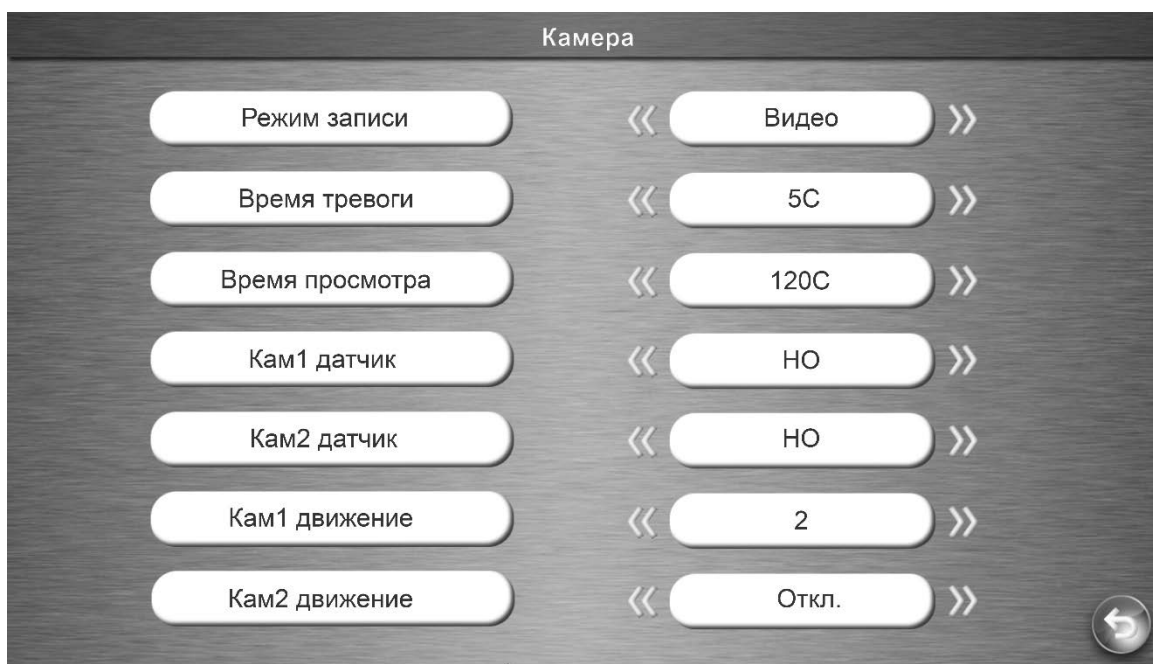 Камера
Режим записи Видео
Время тревоги 5С
Время просмотра 120С
Кам1 датчик НО
Кам2 датчик НО
Кам1 движение 2
Кам2 движение Откл.